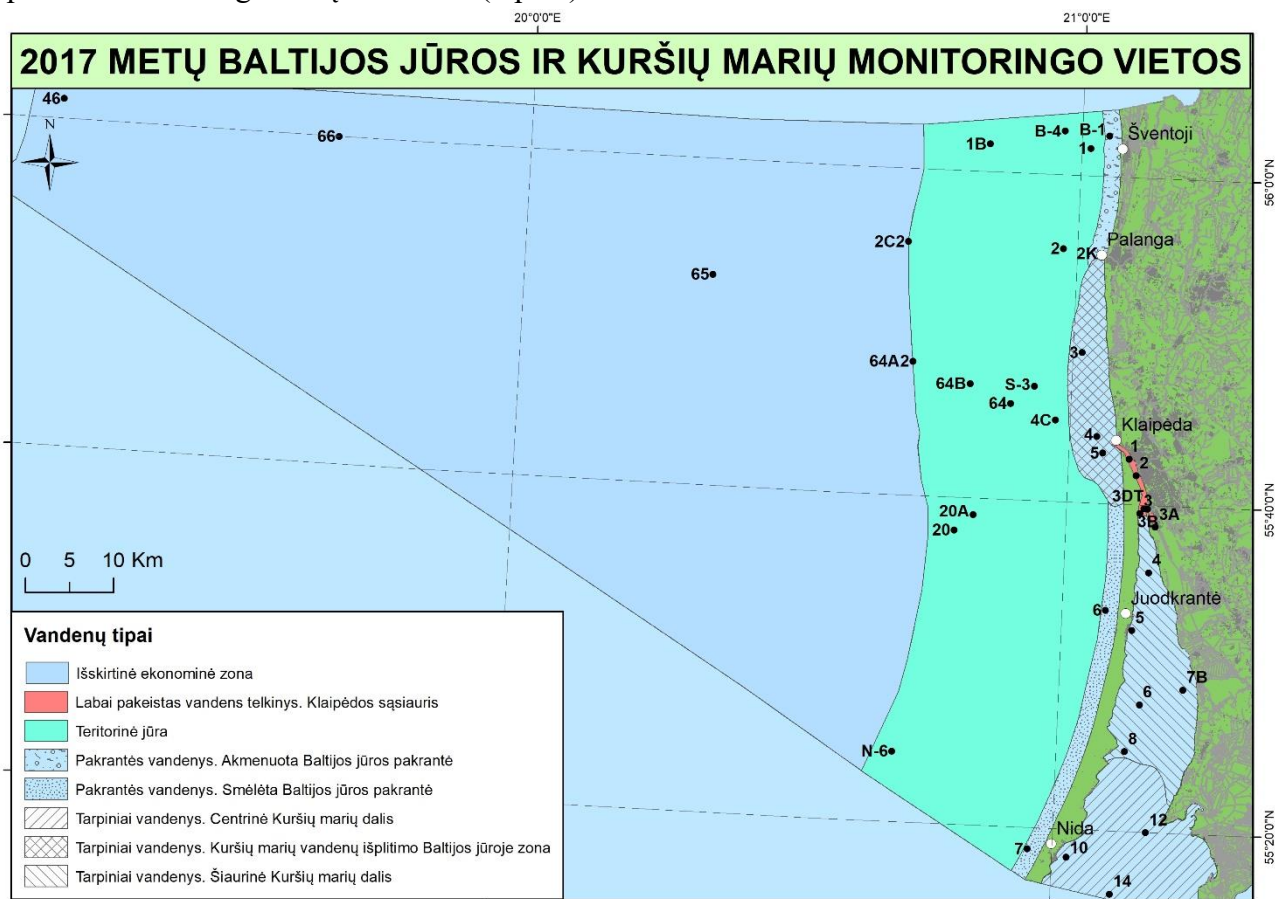 20°0'0"E
21°0'0"E
2017 METŲ BALTIJOS JŪROS IR KURŠIŲ MARIŲ MONITORINGO VIETOS
46
N
66
1B
B-4
B-1
1
Šventoji
56°0'0"N
2C2
2
2K
Palanga
65
3
64A2
64B
S-3
64
4C
4
Klaipėda
5
1
2
3DT
3
3B
3A
55°40'0"N
20A
20
4
0 5 10 Km
6
Juodkrantė
5
7B
6
8
N-6
12
Nida
7
10
14
55°20'0"N
Vandenų tipai
Išskirtinė ekonominė zona
Labai pakeistas vandens telkinys. Klaipėdos sąsiauris
Teritorinė jūra
Pakrantės vandenys. Akmenuota Baltijos jūros pakrantė
Pakrantės vandenys. Smėlėta Baltijos jūros pakrantė
Tarpiniai vandenys. Centrinė Kuršių marių dalis
Tarpiniai vandenys. Kuršių marių vandenų išplitimo Baltijos jūroje zona
Tarpiniai vandenys. Šiaurinė Kuršių marių dalis